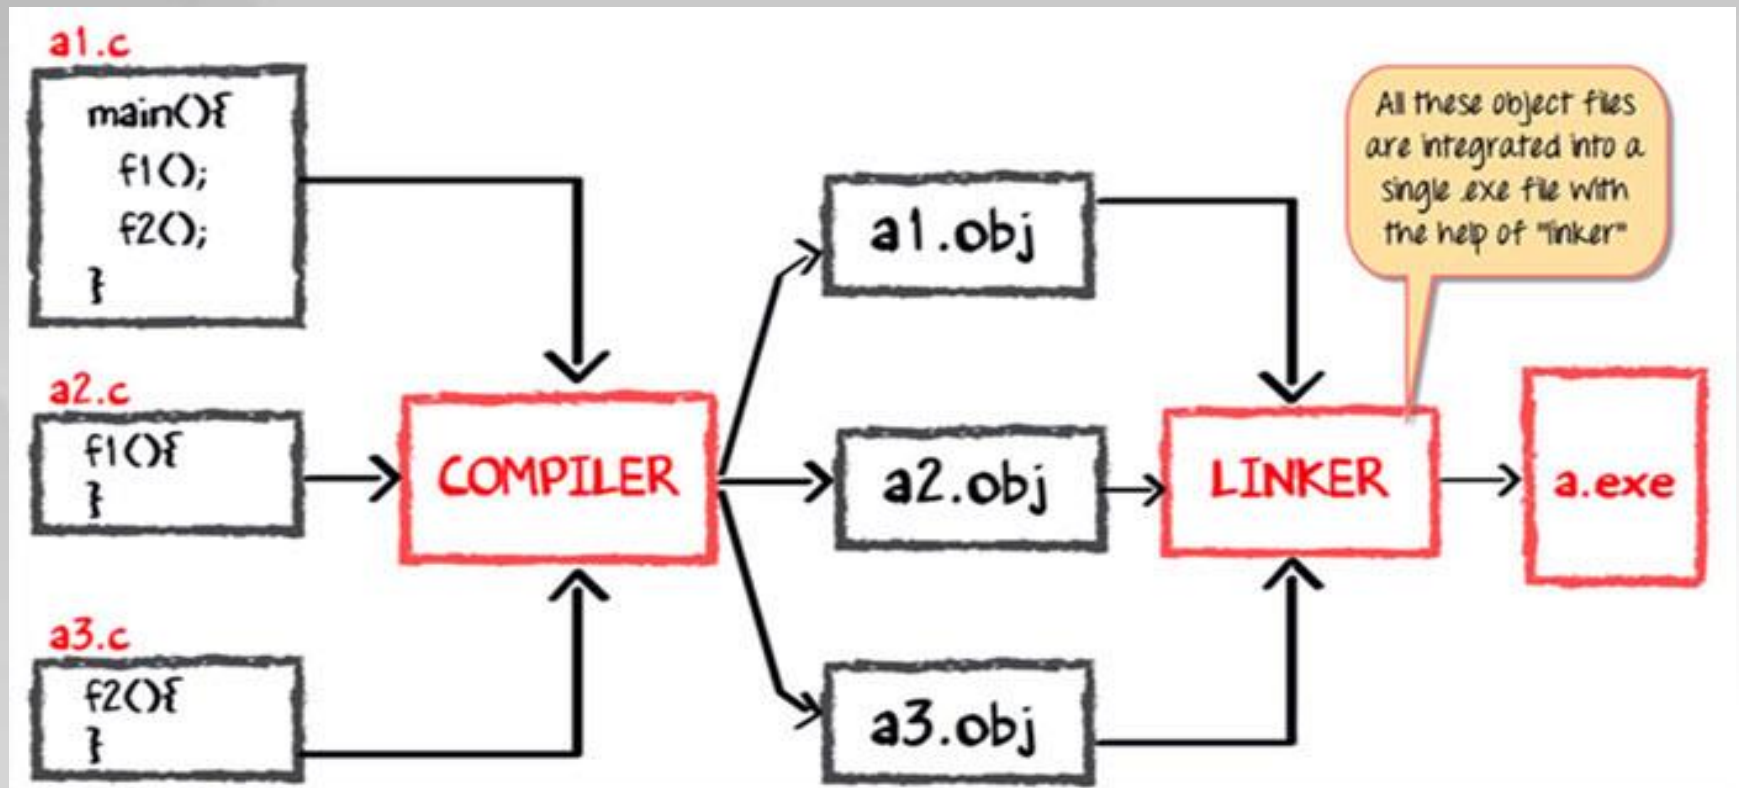 a1.c
main(){
f1();
f2();
}
a2.c
f1(){
}
a3.c
f2(){
}
COMPILER
a1.obj
a2.obj
a3.obj
All these object files
are integrated into a
single .exe file with
the help of "linker"
LINKER
a.exe